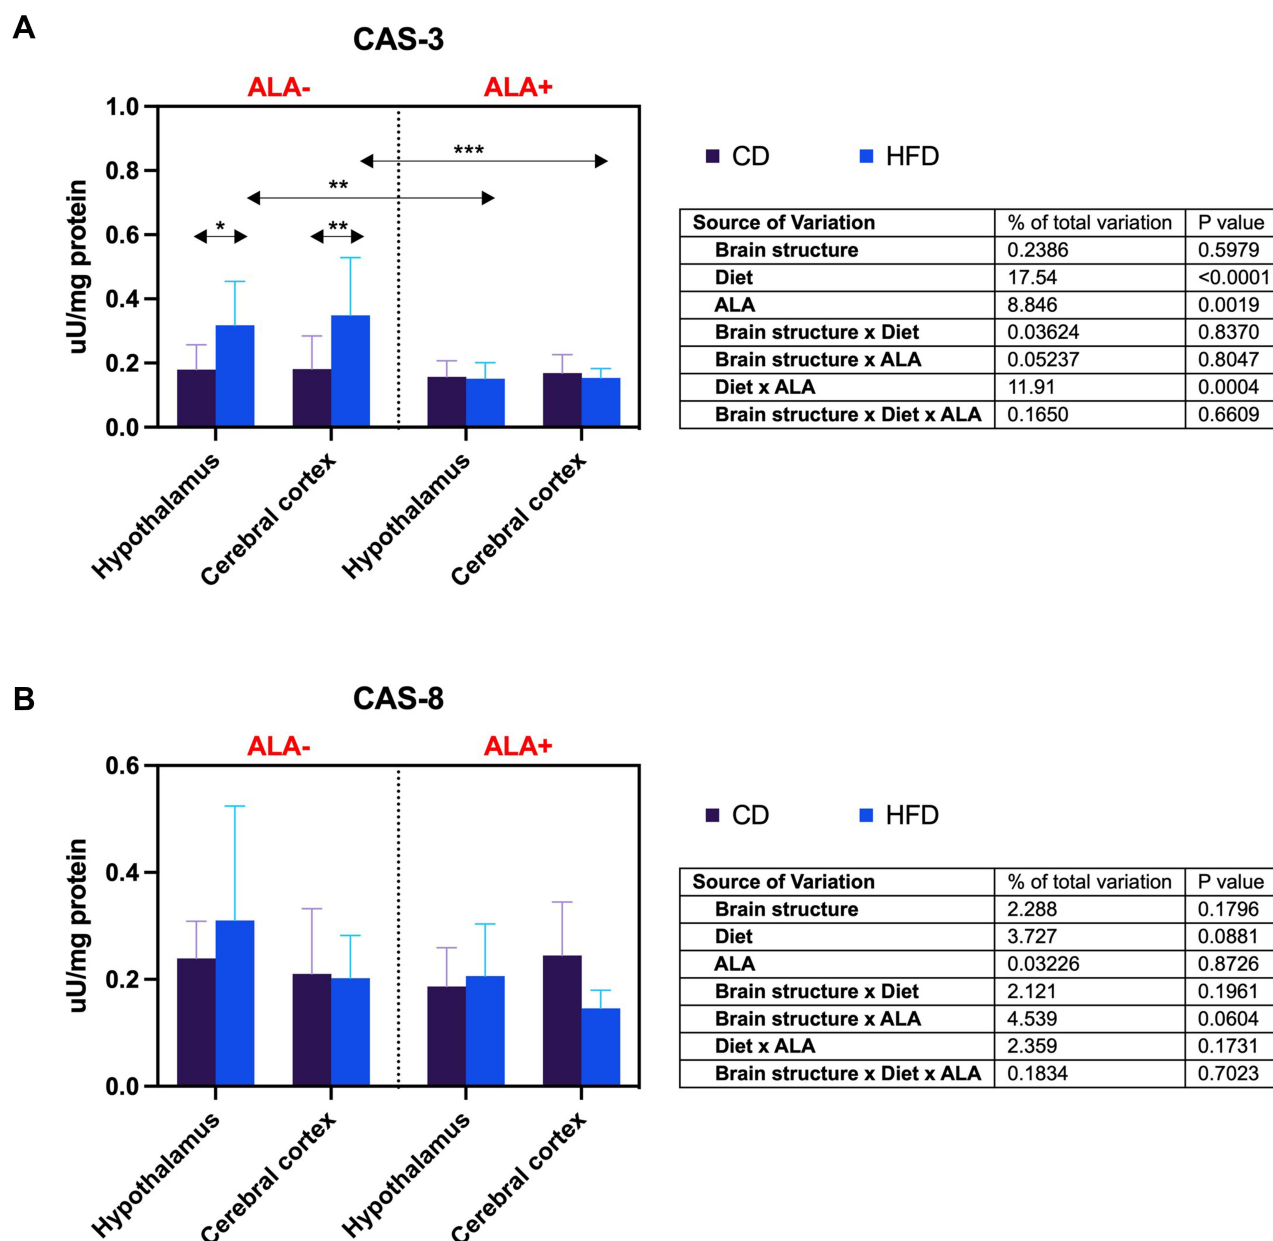 A
CAS-3
ALA- ALA+
1.0
0.8
0.6
0.4
0.2
0.0
uU/mg protein
***
**
* **
Hypothalamus
Cerebral cortex
Hypothalamus
Cerebral cortex
CD HFD
Source of Variation % of total variation P value
Brain structure 0.2386 0.5979
Diet 17.54 <0.0001
ALA 8.846 0.0019
Brain structure x Diet 0.03624 0.8370
Brain structure x ALA 0.05237 0.8047
Diet x ALA 11.91 0.0004
Brain structure x Diet x ALA 0.1650 0.6609
B
CAS-8
ALA- ALA+
0.6
0.4
0.2
0.0
uU/mg protein
Hypothalamus
Cerebral cortex
Hypothalamus
Cerebral cortex
CD HFD
Source of Variation % of total variation P value
Brain structure 2.288 0.1796
Diet 3.727 0.0881
ALA 0.03226 0.8726
Brain structure x Diet 2.121 0.1961
Brain structure x ALA 4.539 0.0604
Diet x ALA 2.359 0.1731
Brain structure x Diet x ALA 0.1834 0.7023